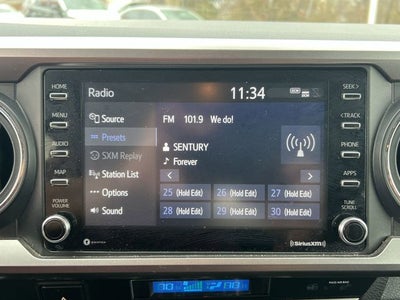 Radio 11:34
HOME
MENU
AUDIO
MAP
POWER
VOLUME
Source
Presets
SXM Replay
Station List
Options
Sound
FM 101.9 We do!
SENTURY
Forever
25 (Hold Edit) 26 (Hold Edit) 27 (Hold Edit)
28 (Hold Edit) 29 (Hold Edit) 30 (Hold Edit)
SEEK >
< TRACK
PHONE
APPS
TUNE
SCROLL
SiriusXM
70 70